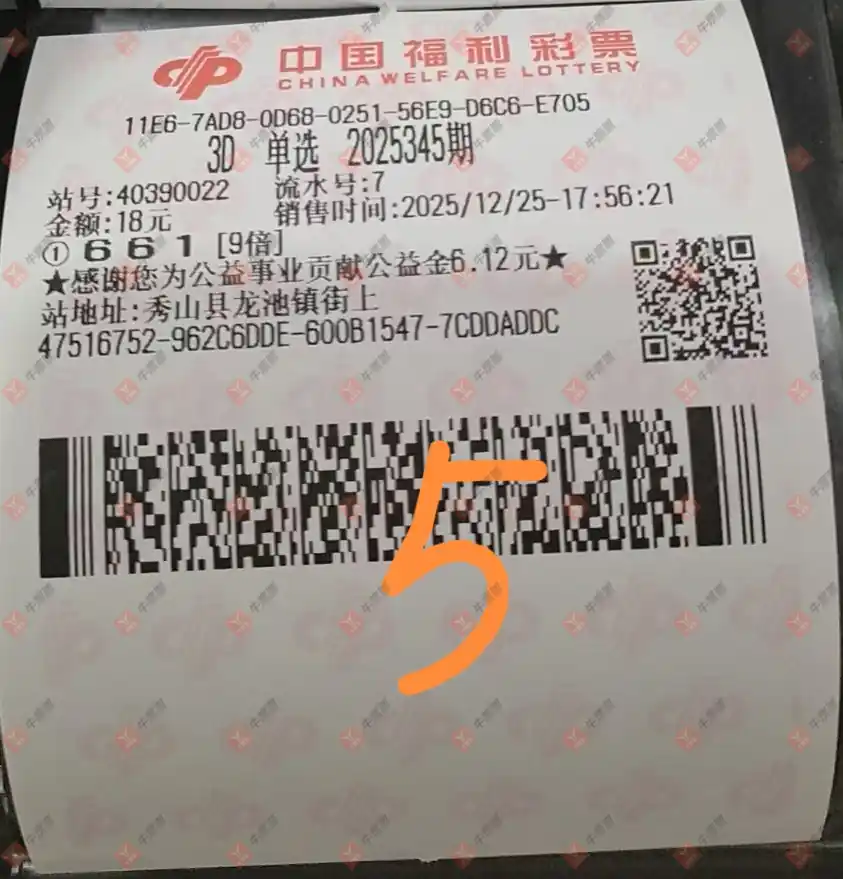 中国福利彩票
CHINA WELFARE LOTTERY
11E6-7AD8-0D68-0251-56E9-D6C6-E705
3D 单选 2025345期
站号:40390022 流水号:7
金额:18元 销售时间:2025/12/25-17:56:21
① 6 6 1 [9倍]
★感谢您为公益事业贡献公益金6.12元★
站地址:秀山县龙池镇街上
47516752-962C6DDE-600B1547-7CDDADDC
5